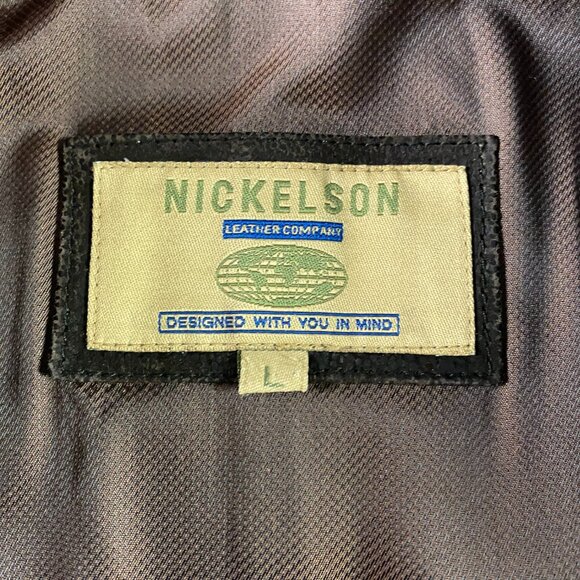 NICKELSON
LEATHER COMPANY
DESIGNED WITH YOU IN MIND
L